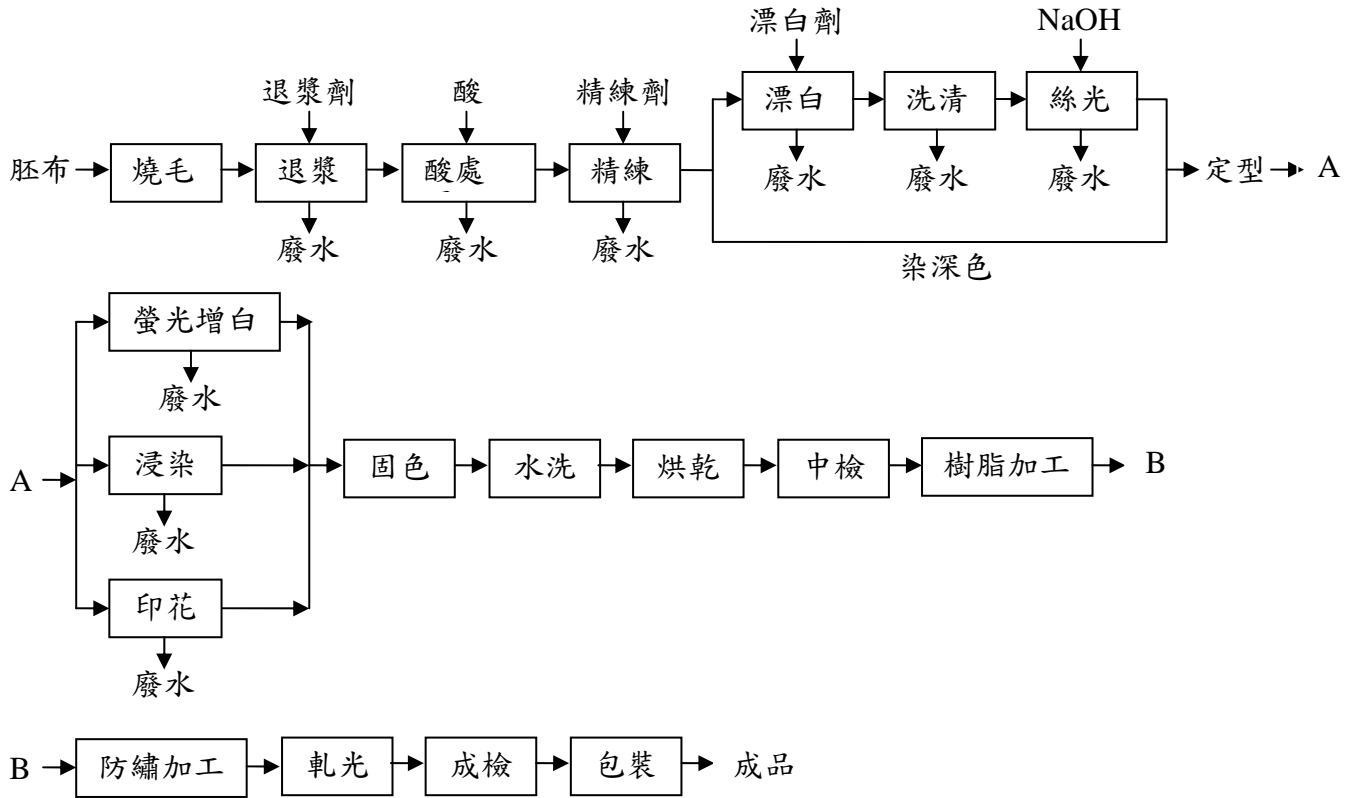 漂白劑 NaOH
退漿劑 酸 精練劑 漂白 洗清 絲光
胚布 燒毛 退漿 酸處 精練 廢水 廢水 廢水 定型 A
廢水 廢水 廢水
染深色
螢光增白
廢水
A 浸染 固色 水洗 烘乾 中檢 樹脂加工 B
廢水
印花
廢水
B 防繡加工 軋光 成檢 包裝 成品